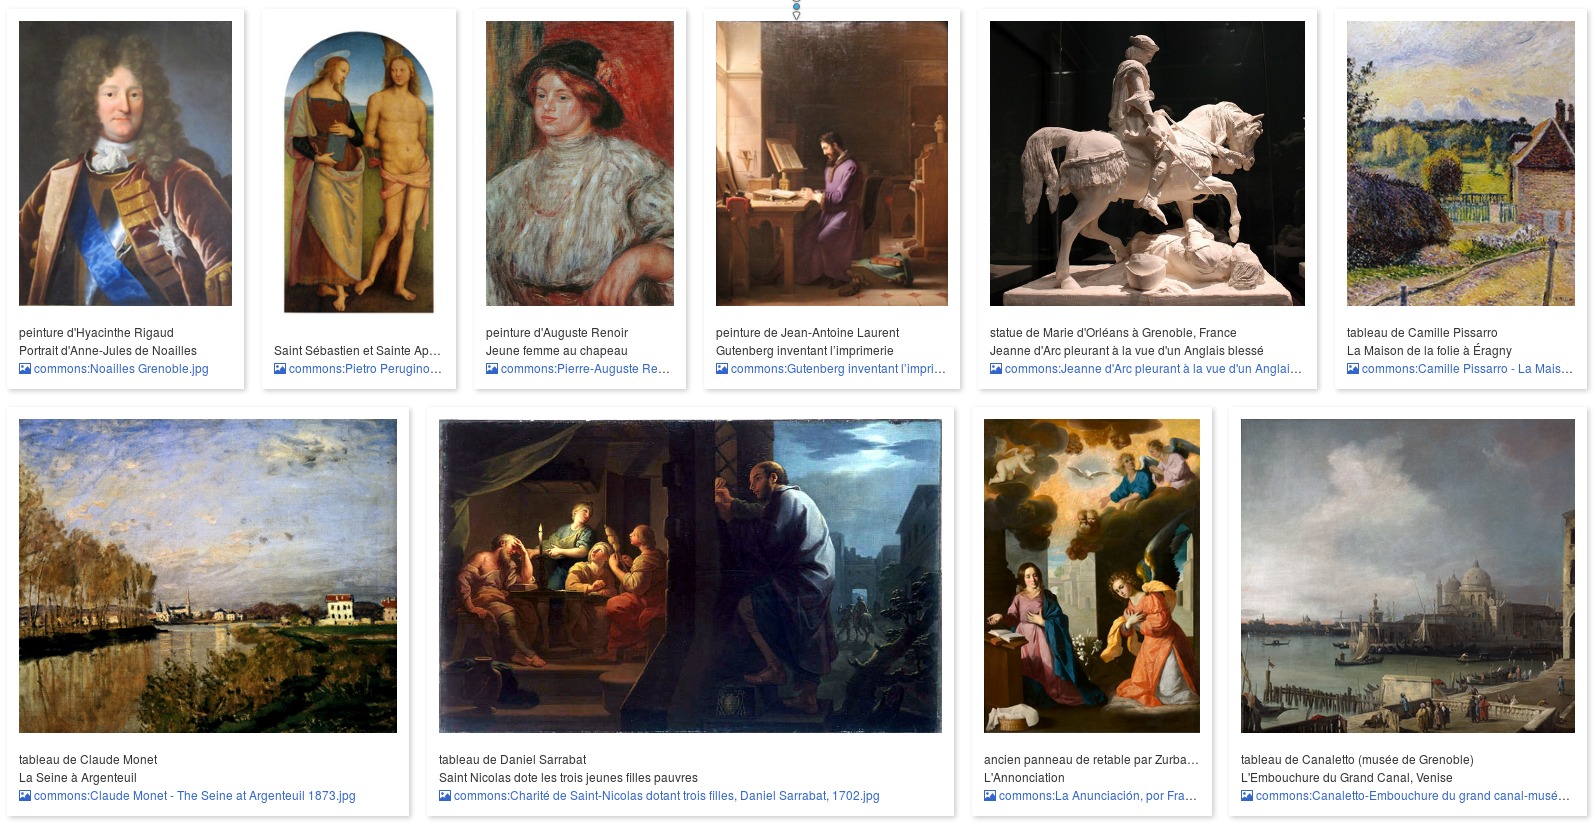 peinture d'Hyacinthe Rigaud
Portrait d'Anne-Jules de Noailles
commons:Noailles Grenoble.jpg
Saint Sébastien et Sainte Ap...
commons:Pietro Perugino...
peinture d'Auguste Renoir
Jeune femme au chapeau
commons:Pierre-Auguste Re...
peinture de Jean-Antoine Laurent
Gutenberg inventant l'imprimerie
commons:Gutenberg inventant l'impri...
statue de Marie d'Orléans à Grenoble, France
Jeanne d'Arc pleurant à la vue d'un Anglais blessé
commons:Jeanne d'Arc pleurant à la vue d'un Anglai...
tableau de Camille Pissarro
La Maison de la folie à Éragny
commons:Camille Pissarro - La Mais...
tableau de Claude Monet
La Seine à Argenteuil
commons:Claude Monet - The Seine at Argenteuil 1873.jpg
tableau de Daniel Sarrabat
Saint Nicolas dote les trois jeunes filles pauvres
commons:Charité de Saint-Nicolas dotant trois filles, Daniel Sarrabat, 1702.jpg
ancien panneau de retable par Zurba...
L'Annonciation
commons:La Anunciación, por Fra...
tableau de Canaletto (musée de Grenoble)
L'Embouchure du Grand Canal, Venise
commons:Canaletto-Embouchure du grand canal-musé...